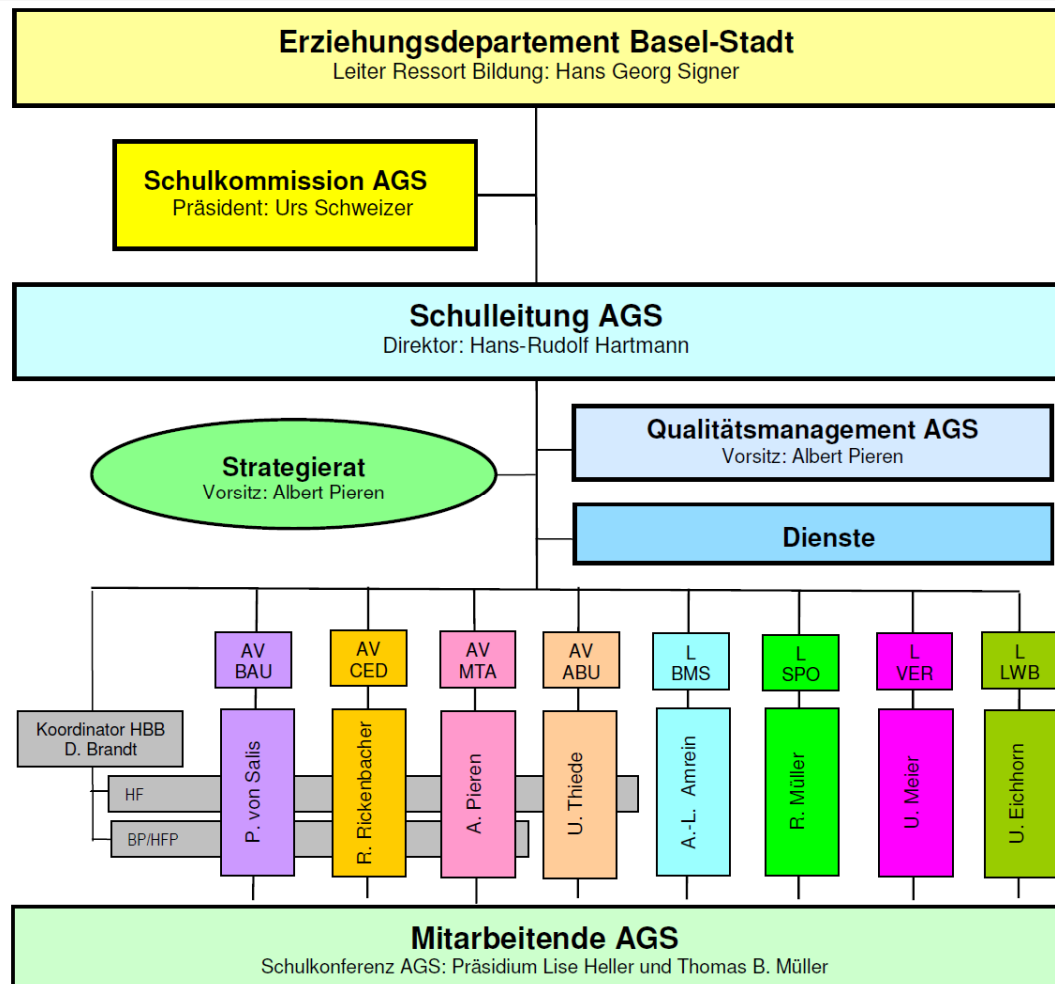 Erziehungsdepartement Basel-Stadt
Leiter Ressort Bildung: Hans Georg Signer
Schulkommission AGS
Präsident: Urs Schweizer
Schulleitung AGS
Direktor: Hans-Rudolf Hartmann
Qualitätsmanagement AGS
Vorsitz: Albert Pieren
Strategierat
Vorsitz: Albert Pieren
Dienste
AV
BAU
AV
CED
AV
MTA
AV
ABU
L
BMS
L
SPO
L
VER
L
LWB
Koordinator HBB
D. Brandt
HF
BP/HFP
P. von Salis
R. Rickenbacher
A. Pieren
U. Thiede
A.-L. Amrein
R. Müller
U. Meier
U. Eichhorn
Mitarbeitende AGS
Schulkonferenz AGS: Präsidium Lise Heller und Thomas B. Müller